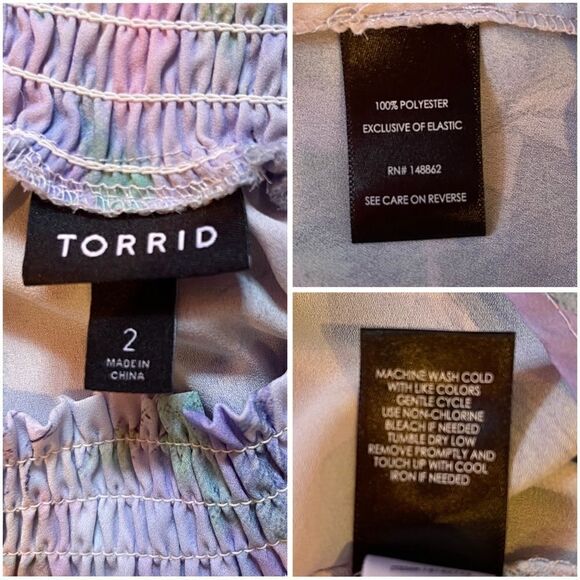 TORRID
2
MADE IN
CHINA
100% POLYESTER
EXCLUSIVE OF ELASTIC
RN# 148862
SEE CARE ON REVERSE
MACHINE WASH COLD
WITH LIKE COLORS
GENTLE CYCLE
USE NON-CHLORINE
BLEACH IF NEEDED
TUMBLE DRY LOW
REMOVE PROMPTLY AND
TOUCH UP WITH COOL
IRON IF NEEDED